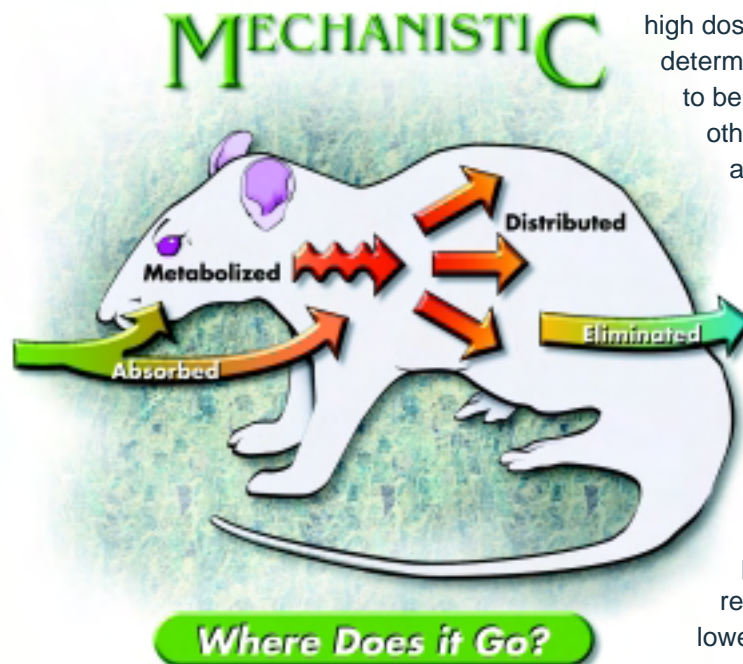 MECHANISTIC
high dos
determ
to be
oth
a
Distributed
Metabolized
Eliminated
Absorbed
re
lowe
Where Does it Go?